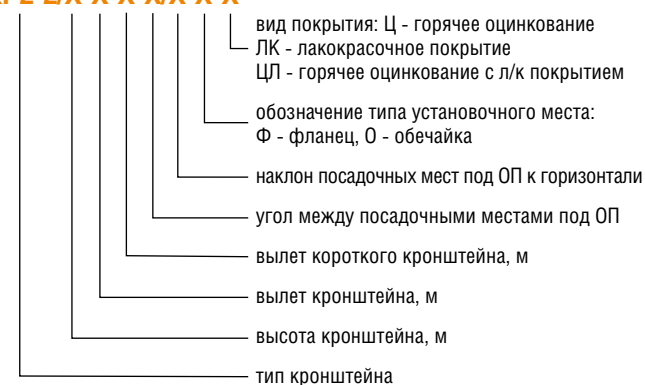 вид покрытия: Ц - горячее оцинкование
ЛК - лакокрасочное покрытие
ЦЛ - горячее оцинкование с л/к покрытием
обозначение типа установочного места:
Ф - фланец, О - обечайка
наклон посадочных мест под ОП к горизонтали
угол между посадочными местами под ОП
вылет короткого кронштейна, м
вылет кронштейна, м
высота кронштейна, м
тип кронштейна